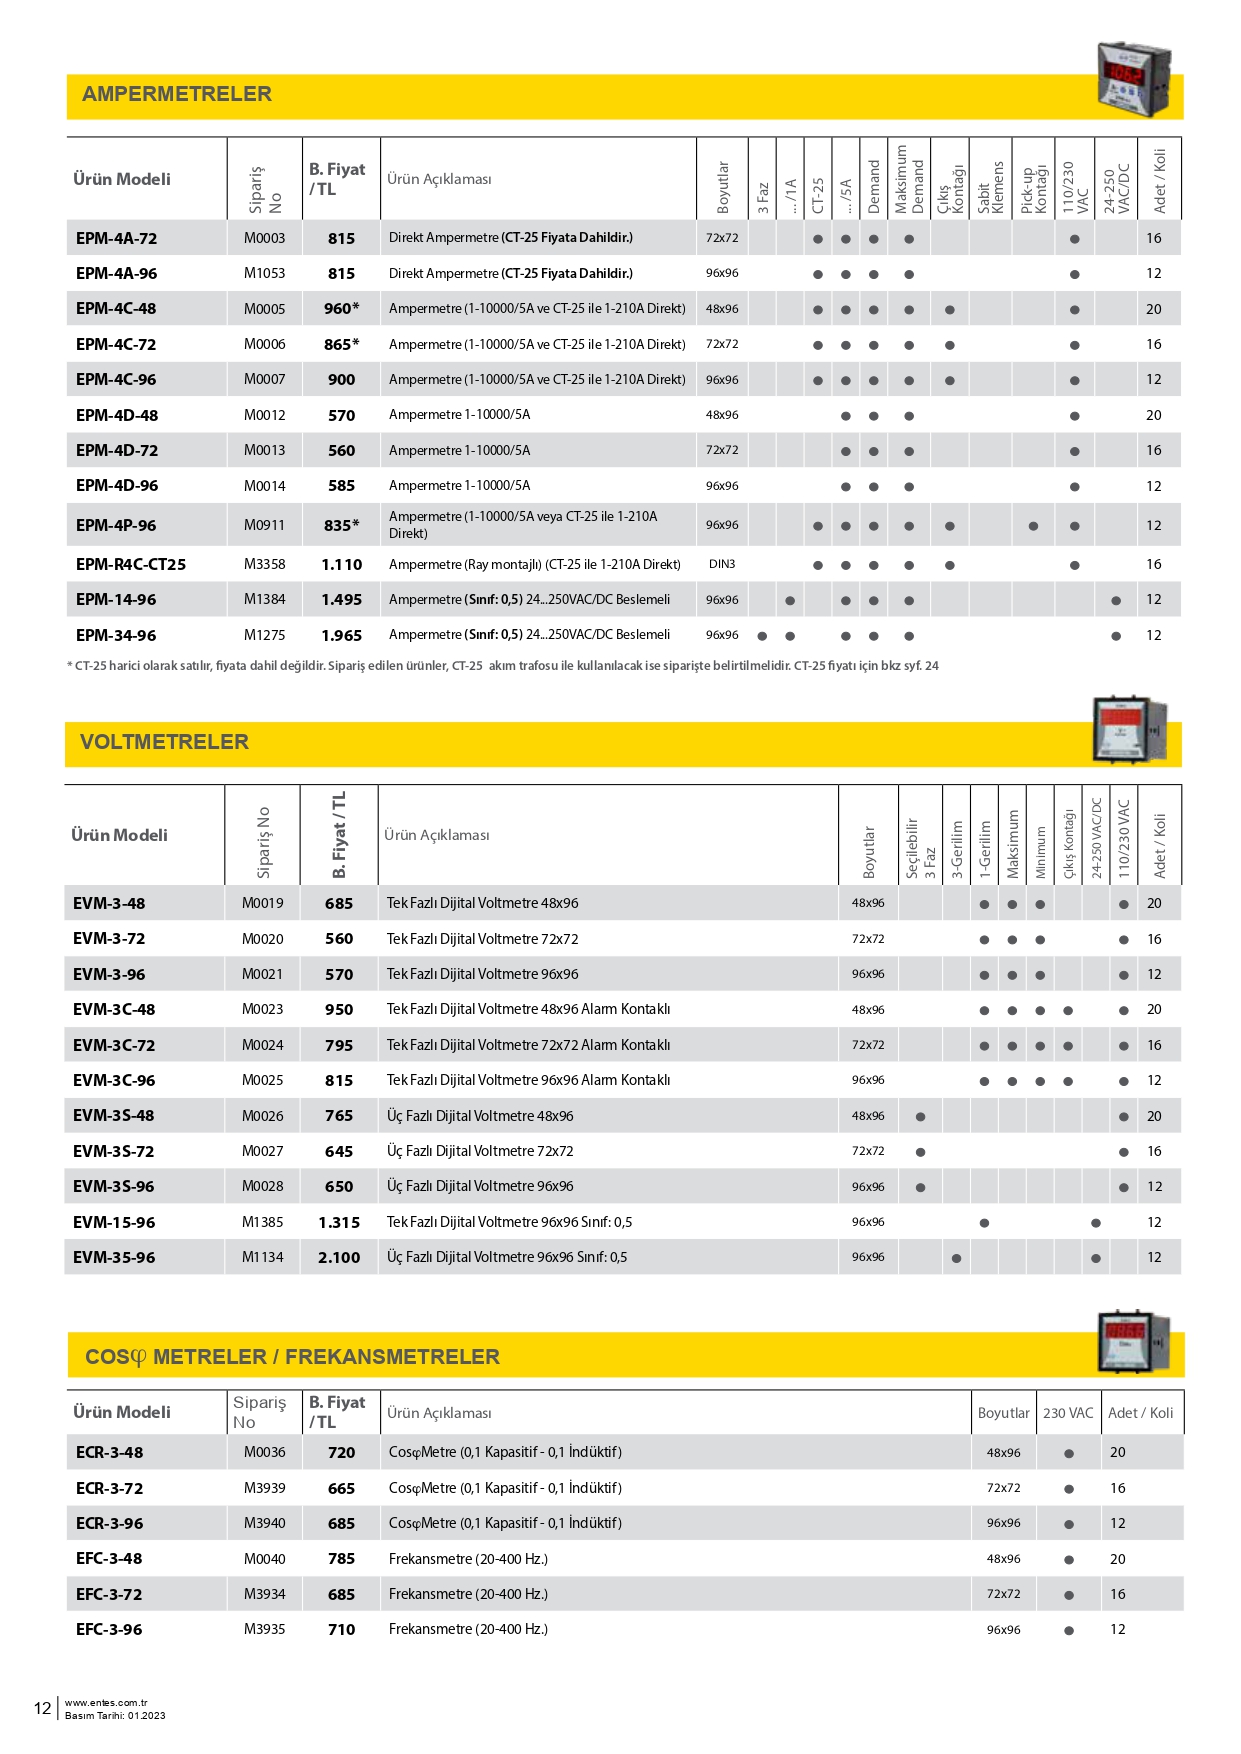 AMPERMETRELER
Ürün Modeli Sipariş No B. Fiyat / TL Ürün Açıklaması Boyutlar 3 Faz ... /1A CT-25 ... /5A Demand Maksimum Demand Çıkış Kontağı Sabit Klemens Pick-up Kontağı 110/230 VAC 24-250 VAC/DC Adet / Koli
EPM-4A-72 M0003 815 Direkt Ampermetre (CT-25 Fiyata Dahildir.) 72x72 ● ● ● ● ● 16
EPM-4A-96 M1053 815 Direkt Ampermetre (CT-25 Fiyata Dahildir.) 96x96 ● ● ● ● ● 12
EPM-4C-48 M0005 960* Ampermetre (1-10000/5A ve CT-25 ile 1-210A Direkt) 48x96 ● ● ● ● ● ● 20
EPM-4C-72 M0006 865* Ampermetre (1-10000/5A ve CT-25 ile 1-210A Direkt) 72x72 ● ● ● ● ● ● 16
EPM-4C-96 M0007 900 Ampermetre (1-10000/5A ve CT-25 ile 1-210A Direkt) 96x96 ● ● ● ● ● ● 12
EPM-4D-48 M0012 570 Ampermetre 1-10000/5A 48x96 ● ● ● ● 20
EPM-4D-72 M0013 560 Ampermetre 1-10000/5A 72x72 ● ● ● ● 16
EPM-4D-96 M0014 585 Ampermetre 1-10000/5A 96x96 ● ● ● ● 12
EPM-4P-96 M0911 835* Ampermetre (1-10000/5A veya CT-25 ile 1-210A Direkt) 96x96 ● ● ● ● ● ● ● 12
EPM-R4C-CT25 M3358 1.110 Ampermetre (Ray montajlı) (CT-25 ile 1-210A Direkt) DIN3 ● ● ● ● ● ● 16
EPM-14-96 M1384 1.495 Ampermetre (Sınıf: 0,5) 24...250VAC/DC Beslemeli 96x96 ● ● ● ● ● 12
EPM-34-96 M1275 1.965 Ampermetre (Sınıf: 0,5) 24...250VAC/DC Beslemeli 96x96 ● ● ● ● ● ● 12
* CT-25 harici olarak satılır, fiyata dahil değildir. Sipariş edilen ürünler, CT-25 akım trafosu ile kullanılacak ise siparişte belirtilmelidir. CT-25 fiyatı için bkz syf. 24
VOLTMETRELER
Ürün Modeli Sipariş No B. Fiyat / TL Ürün Açıklaması Boyutlar Seçilebilir 3 Faz 3-Gerilim 1-Gerilim Maksimum Minimum Çıkış Kontağı 24-250 VAC/DC 110/230 VAC Adet / Koli
EVM-3-48 M0019 685 Tek Fazlı Dijital Voltmetre 48x96 48x96 ● ● ● ● 20
EVM-3-72 M0020 560 Tek Fazlı Dijital Voltmetre 72x72 72x72 ● ● ● ● 16
EVM-3-96 M0021 570 Tek Fazlı Dijital Voltmetre 96x96 96x96 ● ● ● ● 12
EVM-3C-48 M0023 950 Tek Fazlı Dijital Voltmetre 48x96 Alarm Kontaklı 48x96 ● ● ● ● ● 20
EVM-3C-72 M0024 795 Tek Fazlı Dijital Voltmetre 72x72 Alarm Kontaklı 72x72 ● ● ● ● ● 16
EVM-3C-96 M0025 815 Tek Fazlı Dijital Voltmetre 96x96 Alarm Kontaklı 96x96 ● ● ● ● ● 12
EVM-3S-48 M0026 765 Üç Fazlı Dijital Voltmetre 48x96 48x96 ● ● 20
EVM-3S-72 M0027 645 Üç Fazlı Dijital Voltmetre 72x72 72x72 ● ● 16
EVM-3S-96 M0028 650 Üç Fazlı Dijital Voltmetre 96x96 96x96 ● ● 12
EVM-15-96 M1385 1.315 Tek Fazlı Dijital Voltmetre 96x96 Sınıf: 0,5 96x96 ● ● 12
EVM-35-96 M1134 2.100 Üç Fazlı Dijital Voltmetre 96x96 Sınıf: 0,5 96x96 ● ● 12
COSφ METRELER / FREKANSMETRELER
Ürün Modeli Sipariş No B. Fiyat / TL Ürün Açıklaması Boyutlar 230 VAC Adet / Koli
ECR-3-48 M0036 720 CosφMetre (0,1 Kapasitif - 0,1 İndüktif) 48x96 ● 20
ECR-3-72 M3939 665 CosφMetre (0,1 Kapasitif - 0,1 İndüktif) 72x72 ● 16
ECR-3-96 M3940 685 CosφMetre (0,1 Kapasitif - 0,1 İndüktif) 96x96 ● 12
EFC-3-48 M0040 785 Frekansmetre (20-400 Hz.) 48x96 ● 20
EFC-3-72 M3934 685 Frekansmetre (20-400 Hz.) 72x72 ● 16
EFC-3-96 M3935 710 Frekansmetre (20-400 Hz.) 96x96 ● 12
12 www.entes.com.tr
Basım Tarihi: 01.2023